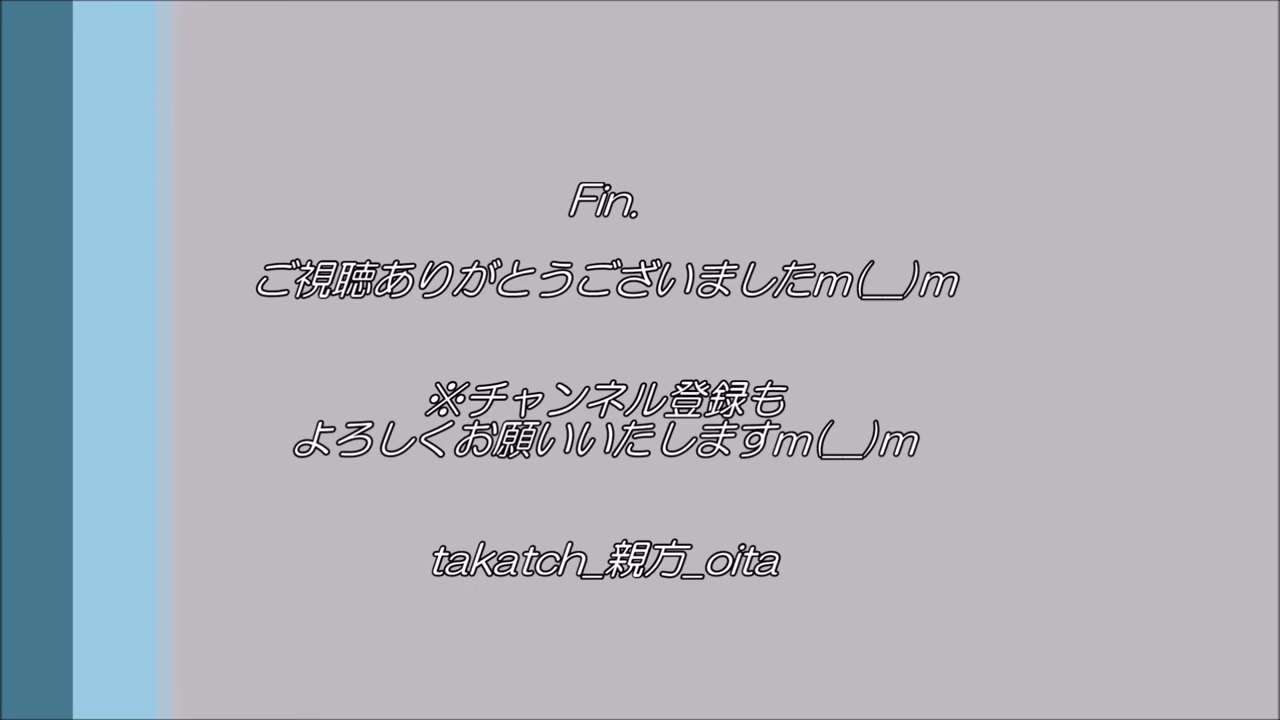 Fin.
ご視聴ありがとうございましたm(__)m
※チャンネル登録も
よろしくお願いいたしますm(__)m
takatch_親方_oita